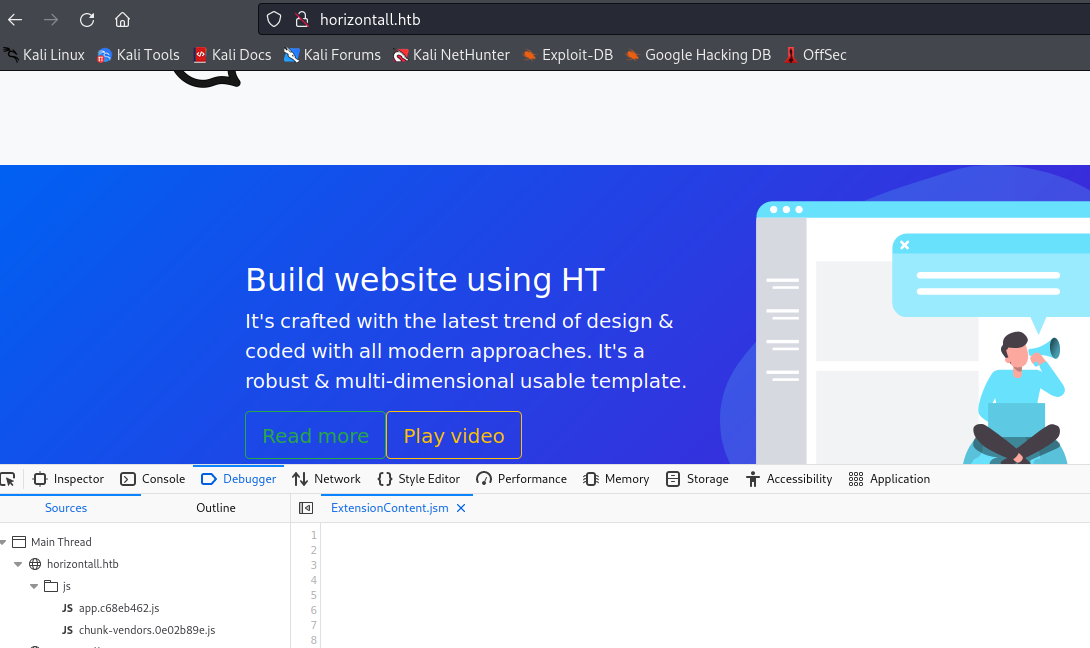 horizontall.htb
Kali Linux Kali Tools Kali Docs Kali Forums Kali NetHunter Exploit-DB Google Hacking DB OffSec
Build website using HT
It's crafted with the latest trend of design &
coded with all modern approaches. It's a
robust & multi-dimensional usable template.
Read more Play video
Inspector Console Debugger Network Style Editor Performance Memory Storage Accessibility Application
Sources Outline ExtensionContent.jsm
Main Thread
horizontall.htb
js
JS app.c68eb462.js
JS chunk-vendors.0e02b89e.js
1
2
3
4
5
6
7
8